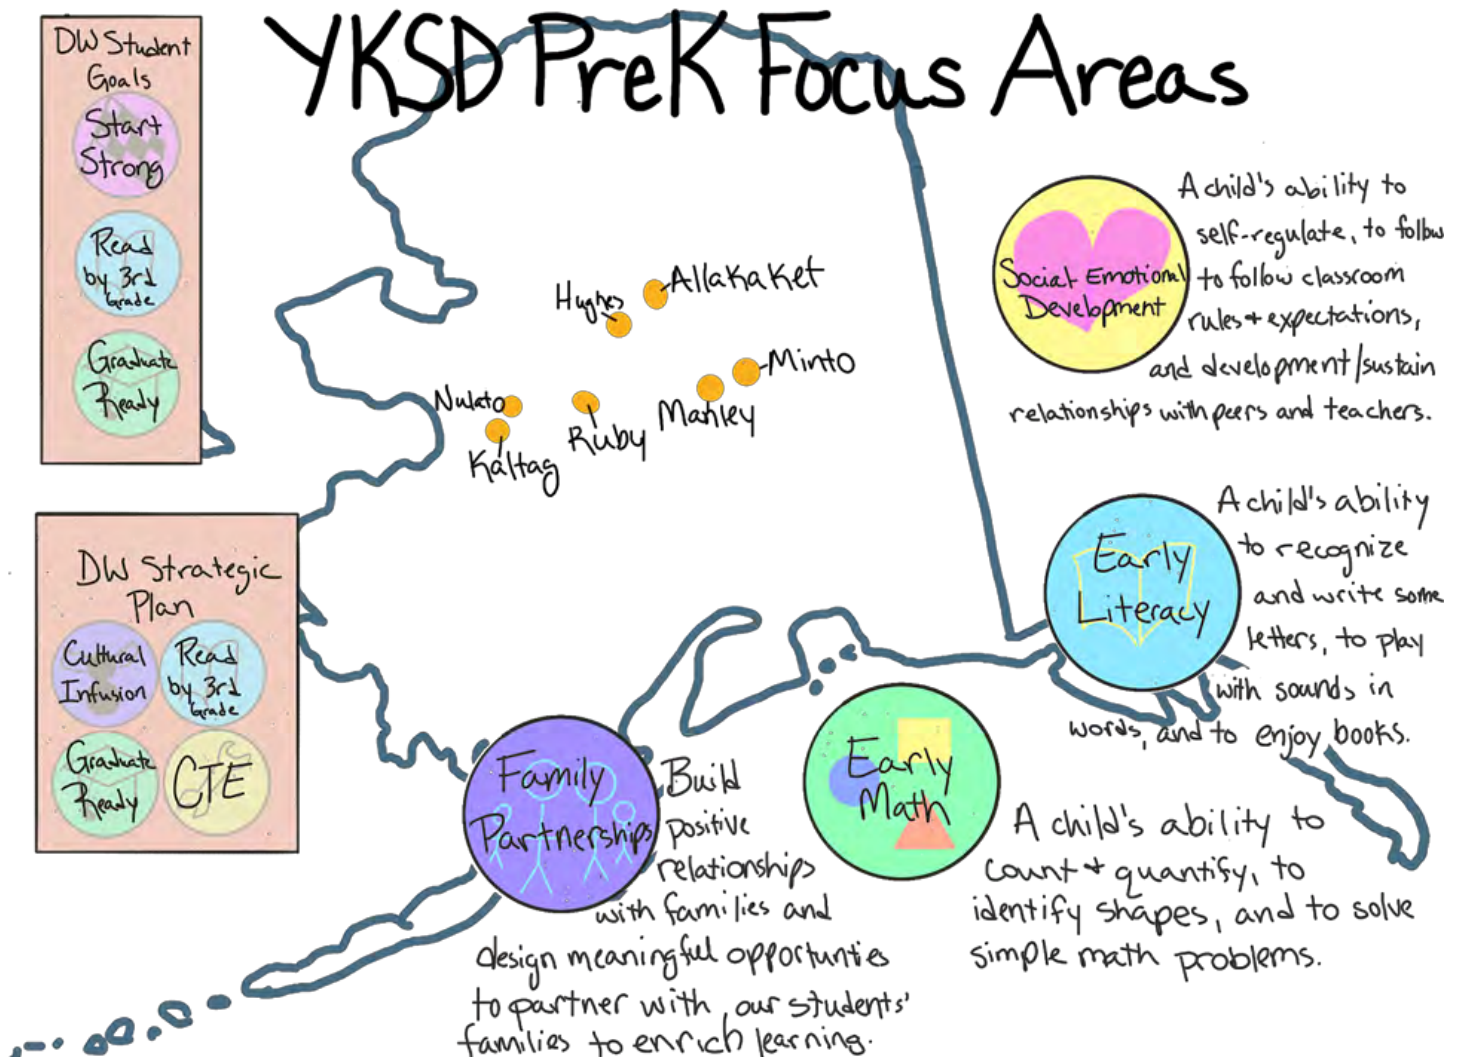 YKSD PreK Focus Areas
DW Student
Goals
Start
Strong
Read
by 3rd
Grade
Graduate
Ready
DW Strategic
Plan
Cultural
Infusion
Read
by 3rd
Grade
Graduate
Ready
CTE
Hughes
Allakaket
Minto
Manley
Nulato
Ruby
Kaltag
Social Emotional
Development
A child's ability to
self-regulate, to follow
to follow classroom
rules + expectations,
and development/sustain
relationships with peers and teachers.
Early
Literacy
A child's ability
to recognize
and write some
letters, to play
with sounds in
words, and to enjoy books.
Family
Partnerships
Build
positive
relationships
with families and
design meaningful opportunties
to partner with our students'
families to enrich learning.
Early
Math
A child's ability to
count + quantify, to
identify shapes, and to solve
simple math problems.